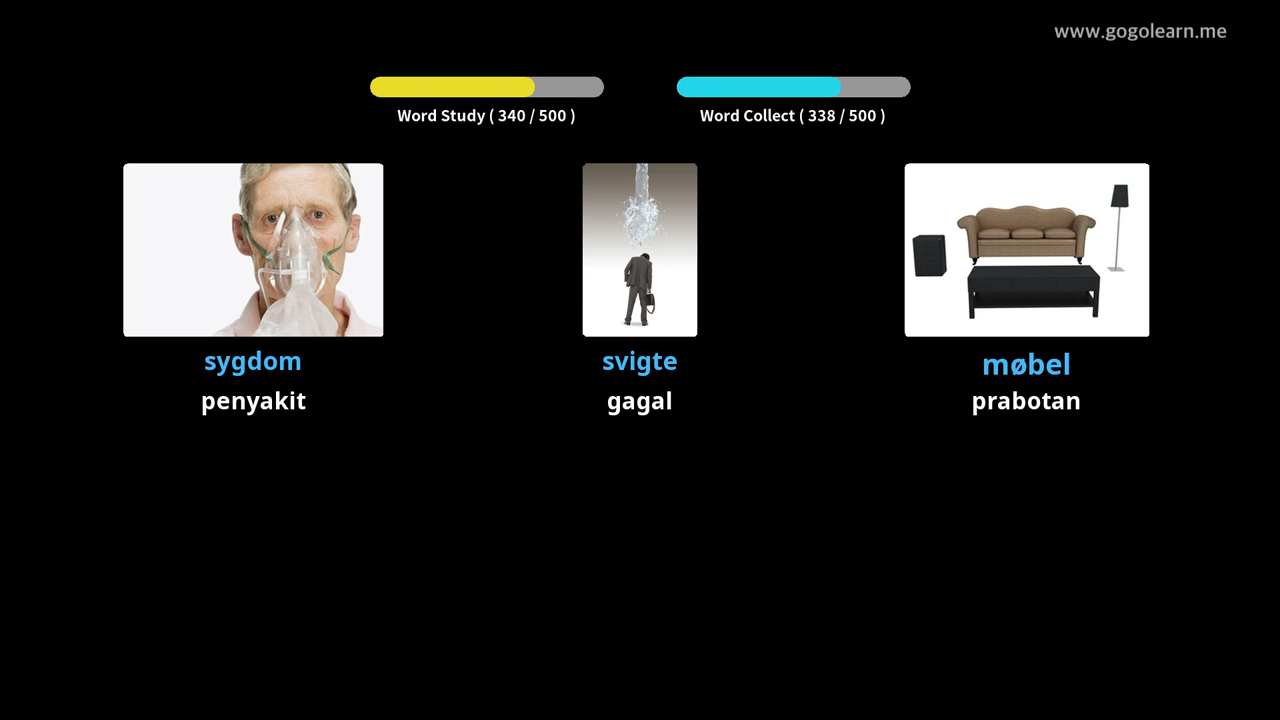 www.gogolearn.me
Word Study ( 340 / 500 )
Word Collect ( 338 / 500 )
sygdom
penyakit
svigte
gagal
møbel
prabotan